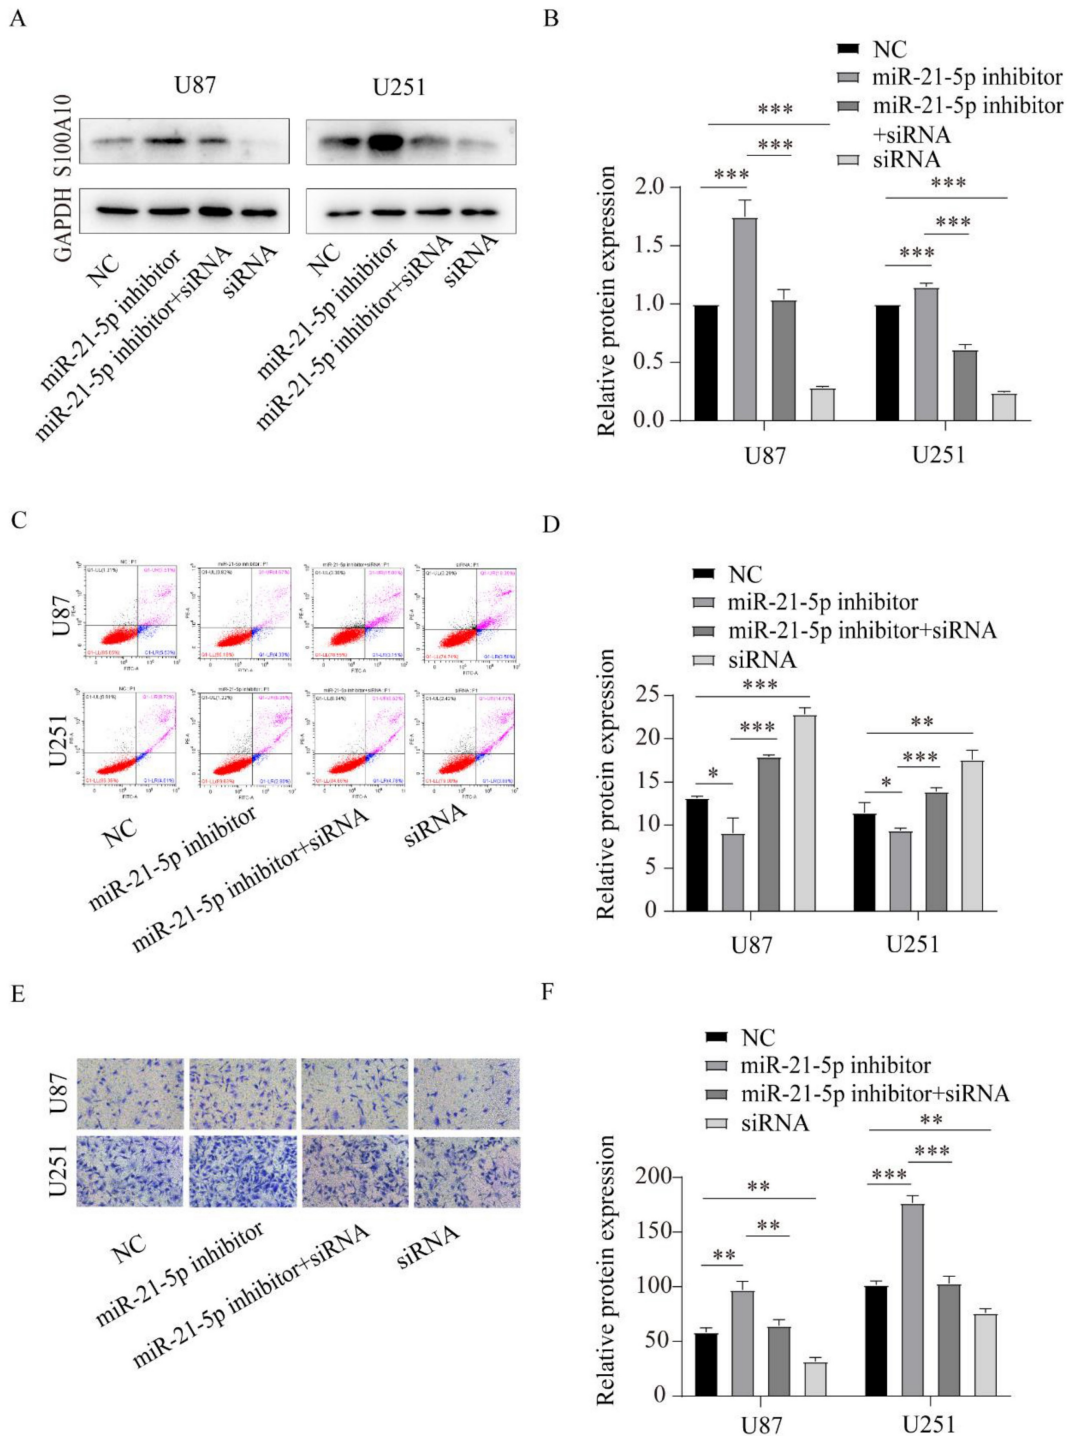 A
U87
U251
S100A10
GAPDH
NC
miR-21-5p inhibitor
miR-21-5p inhibitor+siRNA
siRNA
NC
miR-21-5p inhibitor
miR-21-5p inhibitor+siRNA
siRNA
B
NC
miR-21-5p inhibitor
miR-21-5p inhibitor
+siRNA
siRNA
Relative protein expression
2.0
1.5
1.0
0.5
0.0
***
***
***
***
***
***
U87
U251
C
U87
U251
NC
miR-21-5p inhibitor
miR-21-5p inhibitor+siRNA
siRNA
D
NC
miR-21-5p inhibitor
miR-21-5p inhibitor+siRNA
siRNA
Relative protein expression
25
20
15
10
5
0
***
***
*
**
***
*
U87
U251
E
U87
U251
NC
miR-21-5p inhibitor
miR-21-5p inhibitor+siRNA
siRNA
F
NC
miR-21-5p inhibitor
miR-21-5p inhibitor+siRNA
siRNA
Relative protein expression
200
150
100
50
0
**
**
**
**
***
***
U87
U251